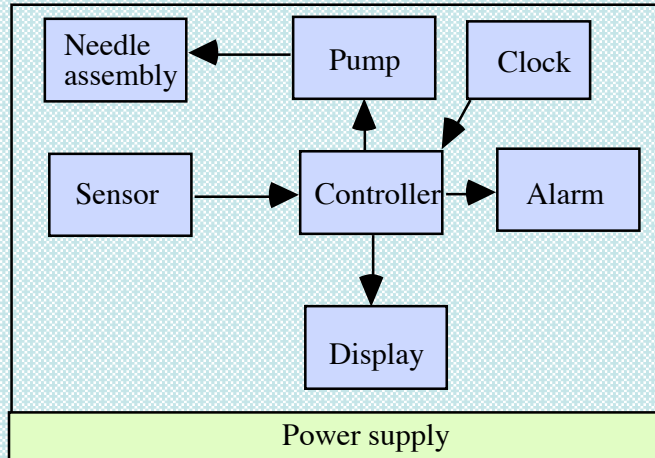 Needle
assembly
Pump
Clock
Sensor
Controller
Alarm
Display
Power supply